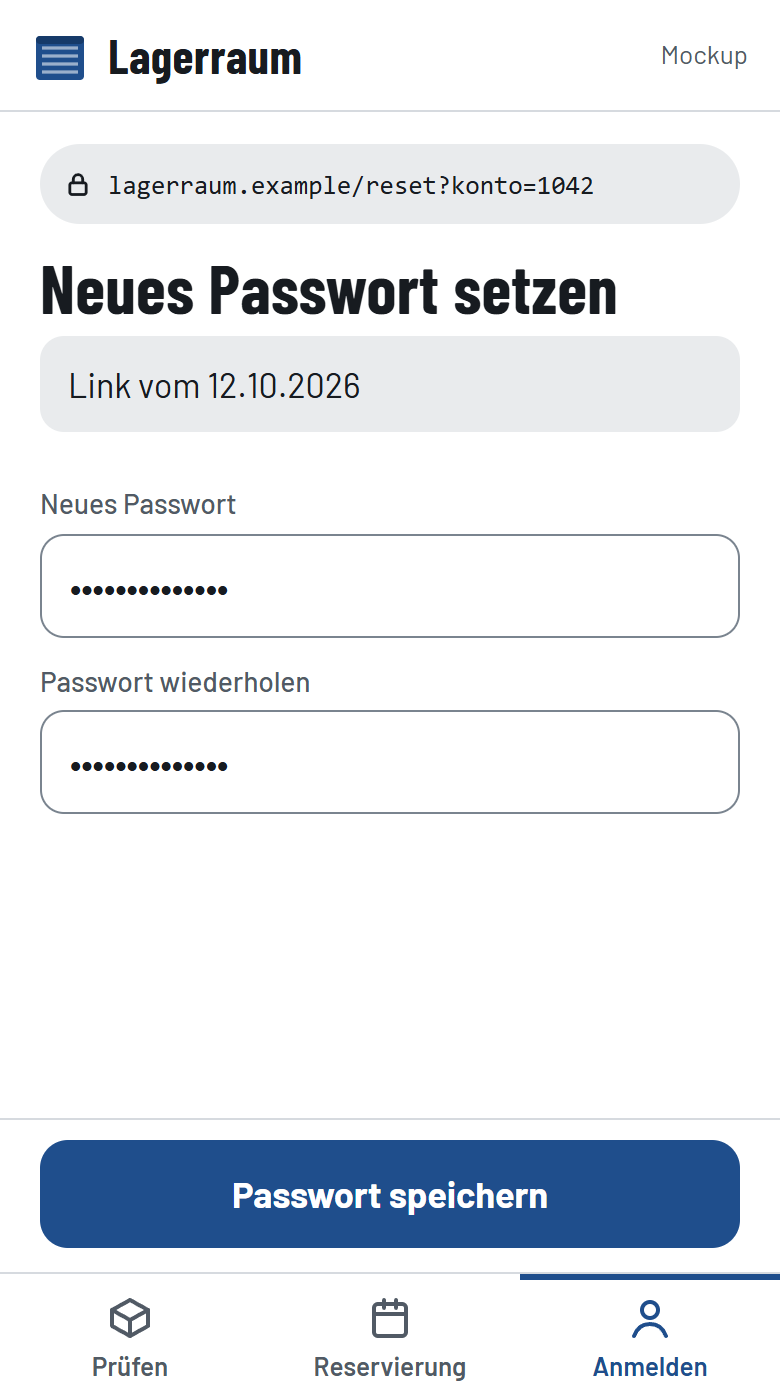 Lagerraum
Mockup
lagerraum.example/reset?konto=1042
Neues Passwort setzen
Link vom 12.10.2026
Neues Passwort
••••••••••••••
Passwort wiederholen
••••••••••••••
Passwort speichern
Prüfen
Reservierung
Anmelden